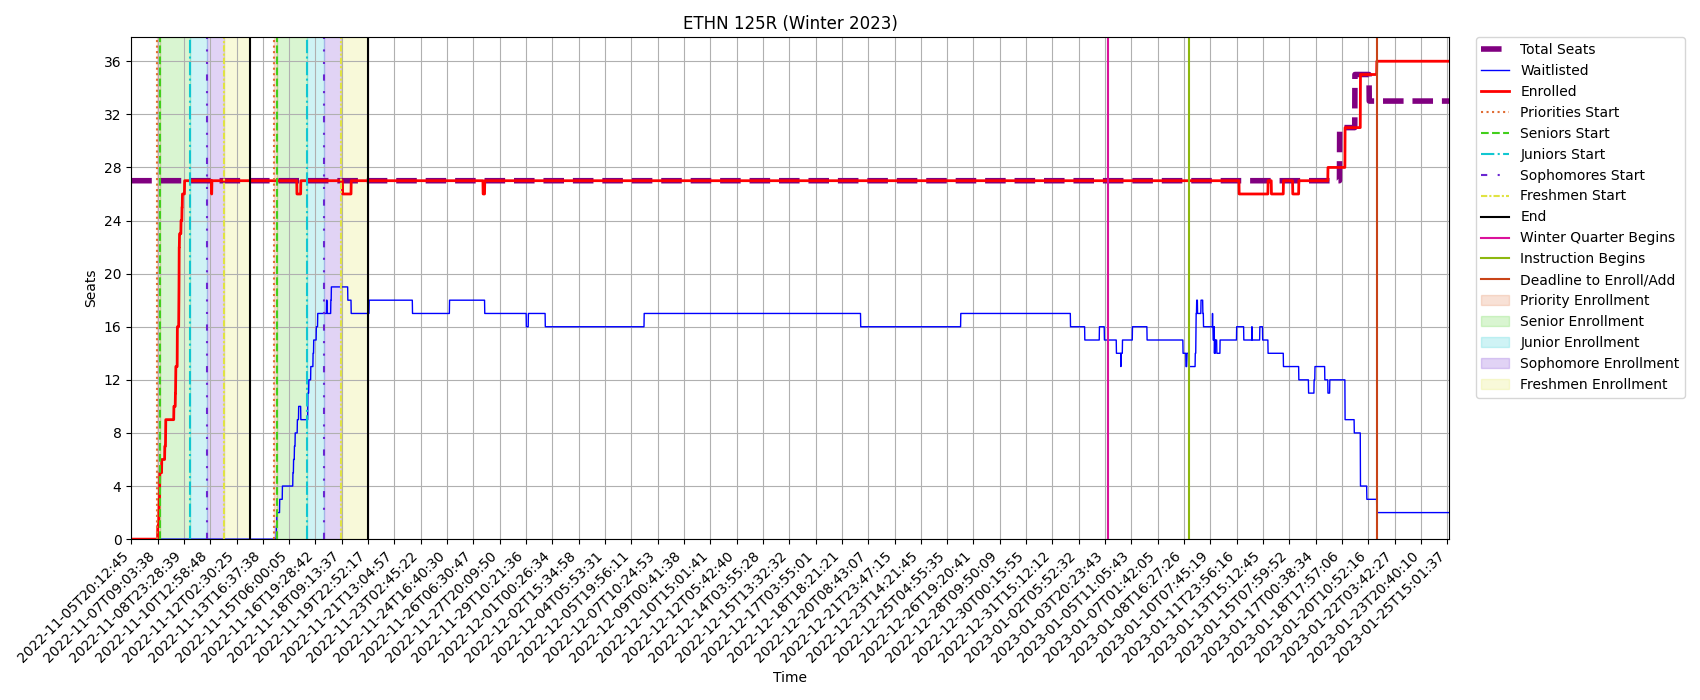 ETHN 125R (Winter 2023)
Seats
36
32
28
24
20
16
12
8
4
0
2022-11-05T20:12:45
2022-11-07T09:03:38
2022-11-08T23:28:39
2022-11-10T12:58:48
2022-11-12T02:30:25
2022-11-13T16:37:38
2022-11-15T06:00:05
2022-11-16T19:28:42
2022-11-18T09:13:37
2022-11-19T22:52:17
2022-11-21T13:04:57
2022-11-23T02:45:22
2022-11-24T16:40:30
2022-11-26T06:30:47
2022-11-27T20:09:50
2022-11-29T10:21:36
2022-12-01T00:26:34
2022-12-02T15:34:58
2022-12-04T05:53:31
2022-12-05T19:56:11
2022-12-07T10:24:53
2022-12-09T00:41:38
2022-12-10T15:01:41
2022-12-12T05:42:40
2022-12-14T03:55:28
2022-12-15T13:32:32
2022-12-17T03:55:01
2022-12-18T18:21:21
2022-12-20T08:43:07
2022-12-21T23:47:15
2022-12-23T14:21:45
2022-12-25T04:55:35
2022-12-26T19:20:41
2022-12-28T09:50:09
2022-12-30T00:15:55
2022-12-31T15:12:12
2023-01-02T05:52:32
2023-01-03T20:23:43
2023-01-05T11:05:43
2023-01-07T01:42:05
2023-01-08T16:27:26
2023-01-10T07:45:19
2023-01-11T23:56:16
2023-01-13T15:12:45
2023-01-15T07:59:52
2023-01-17T00:38:34
2023-01-18T17:57:06
2023-01-20T10:52:16
2023-01-22T03:42:27
2023-01-23T20:40:10
2023-01-25T15:01:37
Time
Total Seats
Waitlisted
Enrolled
Priorities Start
Seniors Start
Juniors Start
Sophomores Start
Freshmen Start
End
Winter Quarter Begins
Instruction Begins
Deadline to Enroll/Add
Priority Enrollment
Senior Enrollment
Junior Enrollment
Sophomore Enrollment
Freshmen Enrollment